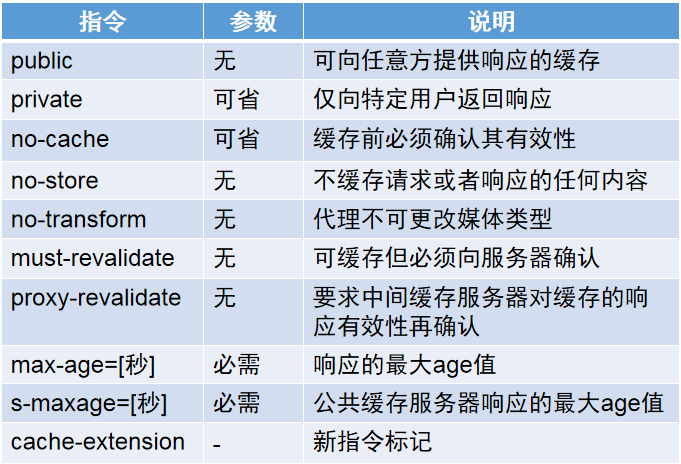 指令 参数 说明
public 无 可向任意方提供响应的缓存
private 可省 仅向特定用户返回响应
no-cache 可省 缓存前必须确认其有效性
no-store 无 不缓存请求或者响应的任何内容
no-transform 无 代理不可更改媒体类型
must-revalidate 无 可缓存但必须向服务器确认
proxy-revalidate 无 要求中间缓存服务器对缓存的响
应有效性再确认
max-age=[秒] 必需 响应的最大age值
s-maxage=[秒] 必需 公共缓存服务器响应的最大age值
cache-extension - 新指令标记